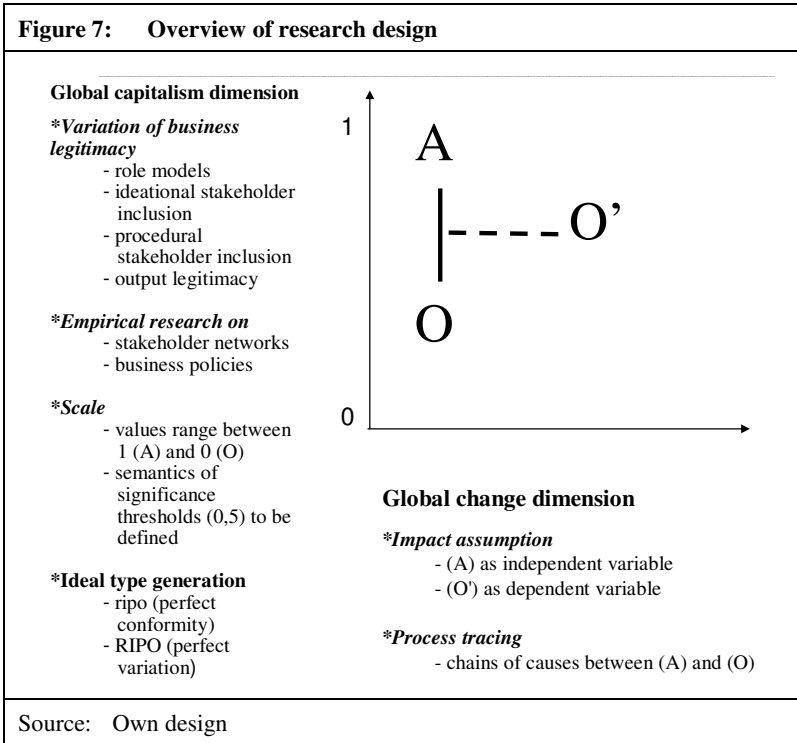 Figure 7: Overview of research design
Global capitalism dimension
*Variation of business
legitimacy
- role models
- ideational stakeholder
inclusion
- procedural
stakeholder inclusion
- output legitimacy
*Empirical research on
- stakeholder networks
- business policies
*Scale
- values range between
1 (A) and 0 (O)
- semantics of
significance
thresholds (0,5) to be
defined
*Ideal type generation
- ripo (perfect
conformity)
- RIPO (perfect
variation)
1
A
O’
O
0
Global change dimension
*Impact assumption
- (A) as independent variable
- (O') as dependent variable
*Process tracing
- chains of causes between (A) and (O)
Source: Own design